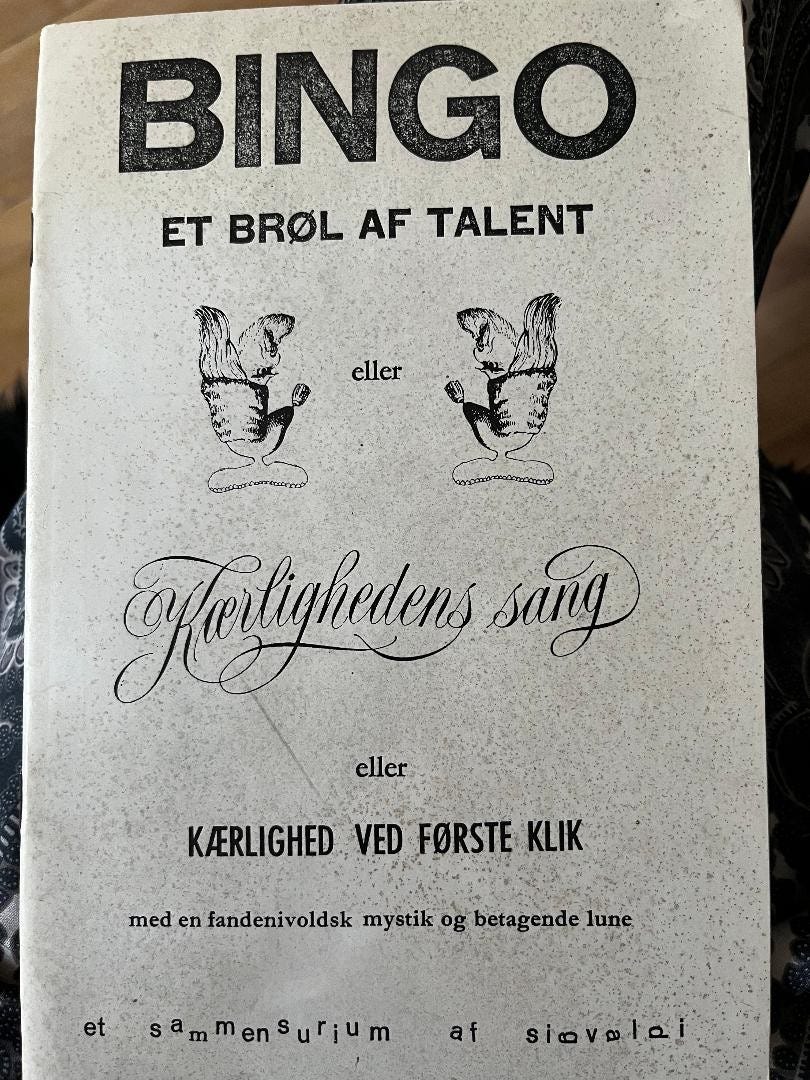 BINGO
ET BRØL AF TALENT
eller
Kærlighedens sang
eller
KÆRLIGHED VED FØRSTE KLIK
med en fandenivoldsk mystik og betagende lune
et sammensurium af